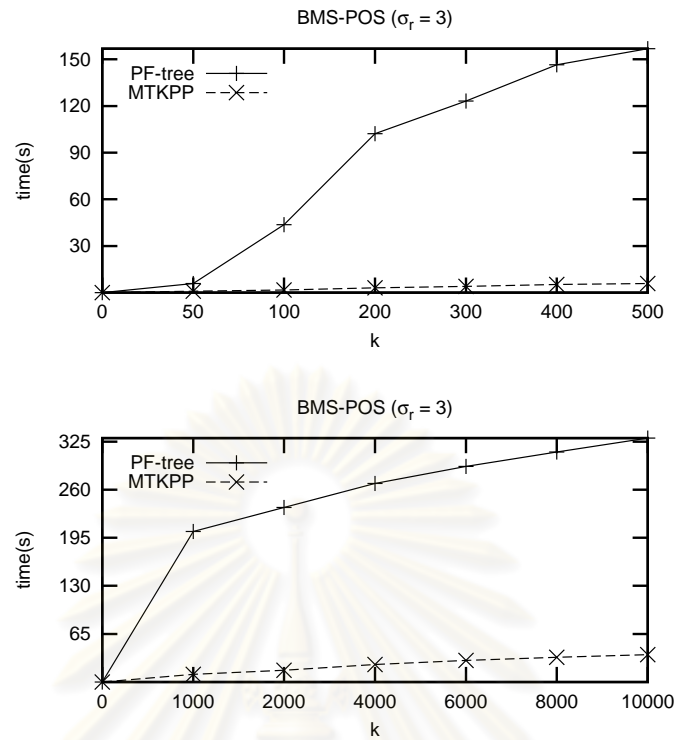 BMS-POS (σr = 3)
150
120
90
60
30
time(s)
PF-tree
MTKPP
0 50 100 200 300 400 500
k
BMS-POS (σr = 3)
325
260
195
130
65
time(s)
PF-tree
MTKPP
0 1000 2000 4000 6000 8000 10000
k